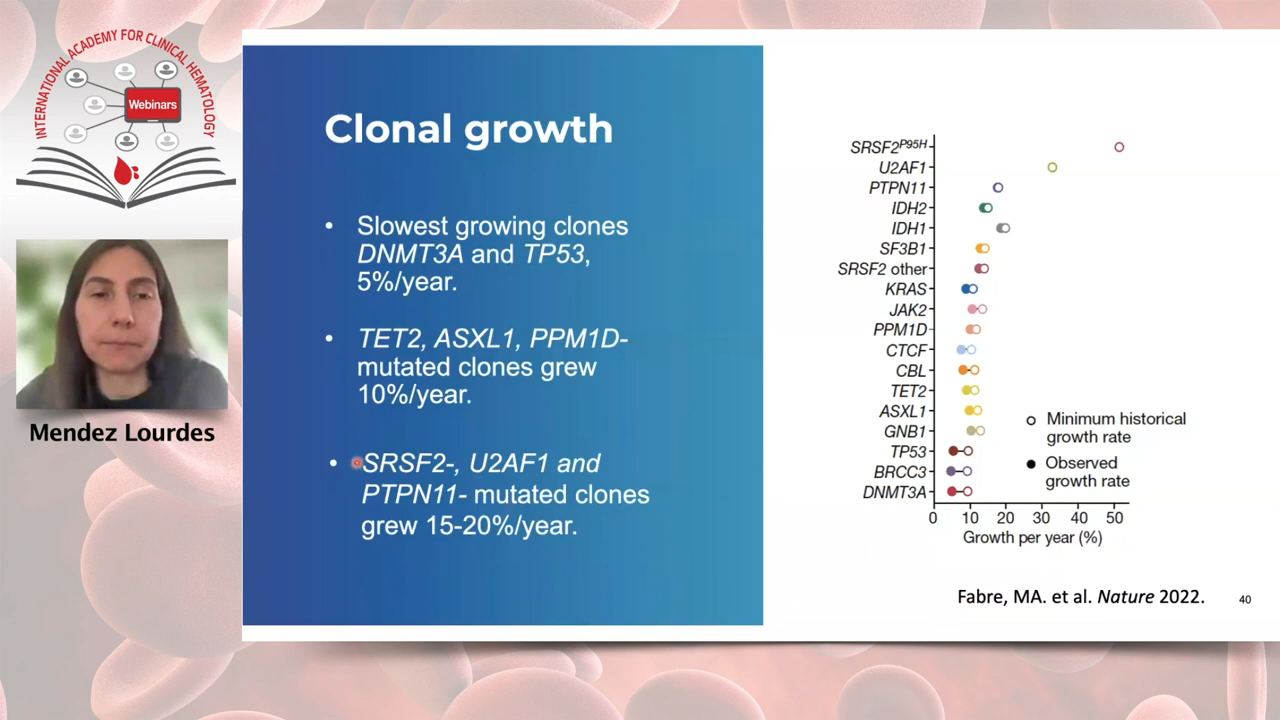 INTERNATIONAL ACADEMY FOR CLINICAL HEMATOLOGY
Webinars
Mendez Lourdes
Clonal growth
• Slowest growing clones
DNMT3A and TP53,
5%/year.
• TET2, ASXL1, PPM1D-
mutated clones grew
10%/year.
• SRSF2-, U2AF1 and
PTPN11- mutated clones
grew 15-20%/year.
SRSF2P95H
U2AF1
PTPN11
IDH2
IDH1
SF3B1
SRSF2 other
KRAS
JAK2
PPM1D
CTCF
CBL
TET2
ASXL1
GNB1
TP53
BRCC3
DNMT3A
Minimum historical
growth rate
Observed
growth rate
0 10 20 30 40 50
Growth per year (%)
Fabre, MA. et al. Nature 2022.
40